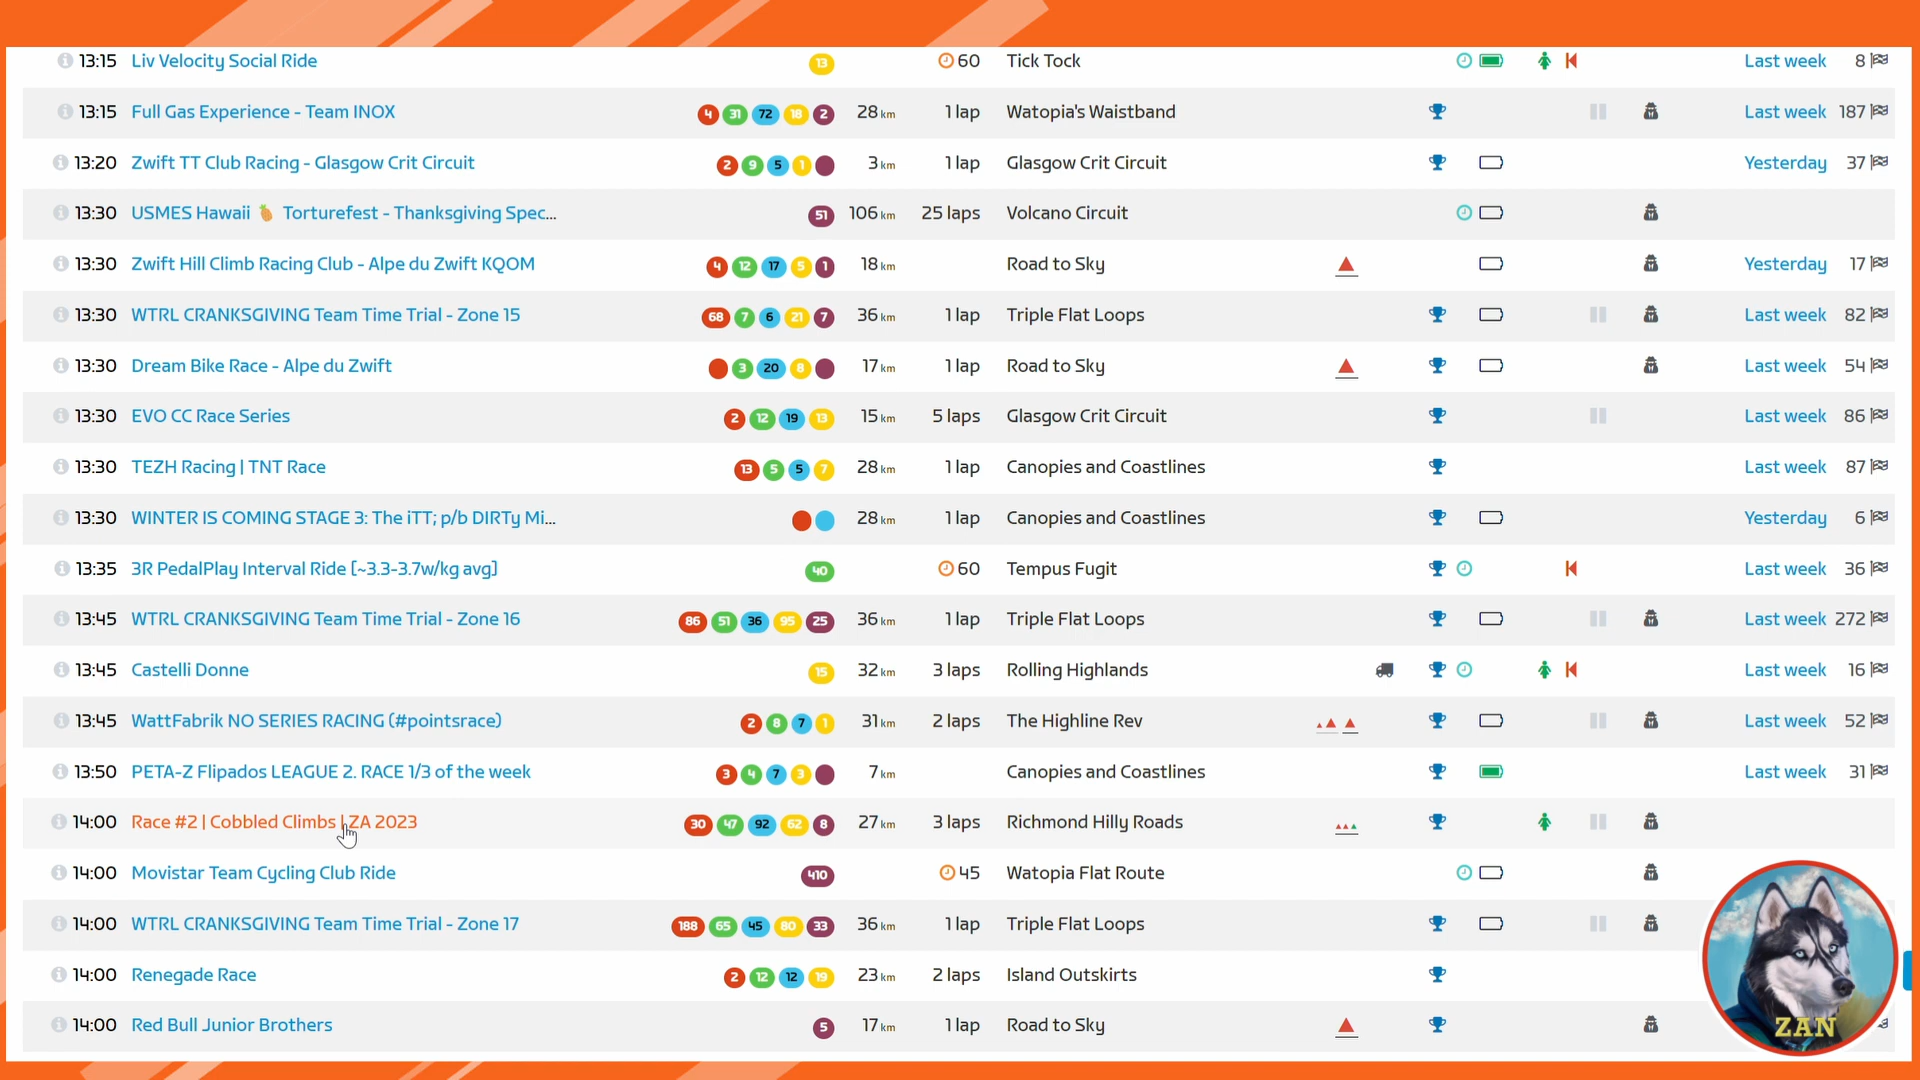 13:15 Liv Velocity Social Ride 13 60 Tick Tock Last week 8
13:15 Full Gas Experience - Team INOX 4 31 72 18 2 28 km 1 lap Watopia's Waistband Last week 187
13:20 Zwift TT Club Racing - Glasgow Crit Circuit 2 9 5 1 3 km 1 lap Glasgow Crit Circuit Yesterday 37
13:30 USMES Hawaii 🍍 Torturefest - Thanksgiving Spec... 51 106 km 25 laps Volcano Circuit
13:30 Zwift Hill Climb Racing Club - Alpe du Zwift KQOM 4 12 17 5 1 18 km Road to Sky Yesterday 17
13:30 WTRL CRANKSGIVING Team Time Trial - Zone 15 68 7 6 21 7 36 km 1 lap Triple Flat Loops Last week 82
13:30 Dream Bike Race - Alpe du Zwift 3 20 8 17 km 1 lap Road to Sky Last week 54
13:30 EVO CC Race Series 2 12 19 13 15 km 5 laps Glasgow Crit Circuit Last week 86
13:30 TEZH Racing | TNT Race 13 5 5 7 28 km 1 lap Canopies and Coastlines Last week 87
13:30 WINTER IS COMING STAGE 3: The iTT; p/b DIRTy Mi... 28 km 1 lap Canopies and Coastlines Yesterday 6
13:35 3R PedalPlay Interval Ride [~3.3-3.7w/kg avg] 40 60 Tempus Fugit Last week 36
13:45 WTRL CRANKSGIVING Team Time Trial - Zone 16 86 51 36 95 25 36 km 1 lap Triple Flat Loops Last week 272
13:45 Castelli Donne 15 32 km 3 laps Rolling Highlands Last week 16
13:45 WattFabrik NO SERIES RACING (#pointsrace) 2 8 7 1 31 km 2 laps The Highline Rev Last week 52
13:50 PETA-Z Flipados LEAGUE 2. RACE 1/3 of the week 3 4 7 3 7 km Canopies and Coastlines Last week 31
14:00 Race #2 | Cobbled Climbs | ZA 2023 30 47 92 62 8 27 km 3 laps Richmond Hilly Roads
14:00 Movistar Team Cycling Club Ride 410 45 Watopia Flat Route
14:00 WTRL CRANKSGIVING Team Time Trial - Zone 17 188 65 45 80 33 36 km 1 lap Triple Flat Loops
14:00 Renegade Race 2 12 12 19 23 km 2 laps Island Outskirts
14:00 Red Bull Junior Brothers 5 17 km 1 lap Road to Sky
ZAN